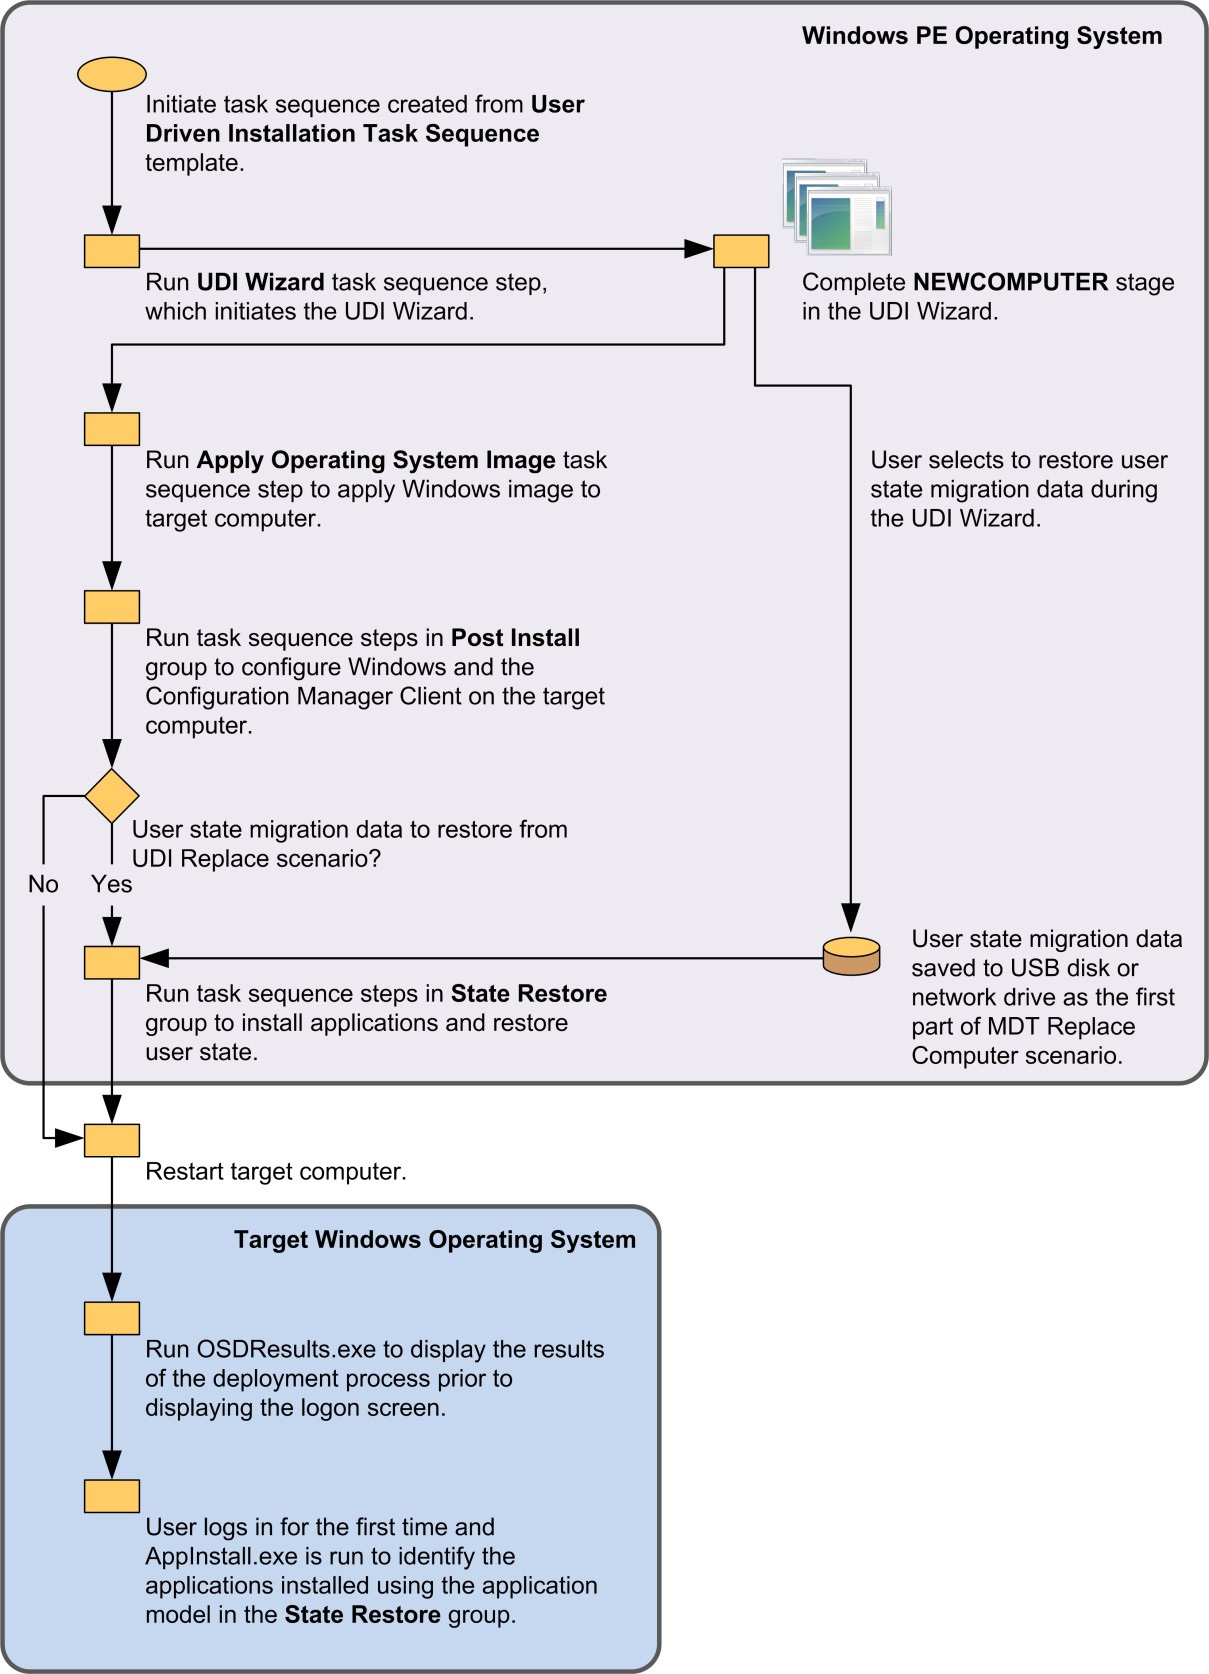 Windows PE Operating System
Initiate task sequence created from User
Driven Installation Task Sequence
template.
Run UDI Wizard task sequence step,
which initiates the UDI Wizard.
Complete NEWCOMPUTER stage
in the UDI Wizard.
Run Apply Operating System Image task
sequence step to apply Windows image to
target computer.
User selects to restore user
state migration data during
the UDI Wizard.
Run task sequence steps in Post Install
group to configure Windows and the
Configuration Manager Client on the target
computer.
User state migration data to restore from
UDI Replace scenario?
No
Yes
User state migration data
saved to USB disk or
network drive as the first
part of MDT Replace
Computer scenario.
Run task sequence steps in State Restore
group to install applications and restore
user state.
Restart target computer.
Target Windows Operating System
Run OSDResults.exe to display the results
of the deployment process prior to
displaying the logon screen.
User logs in for the first time and
AppInstall.exe is run to identify the
applications installed using the application
model in the State Restore group.